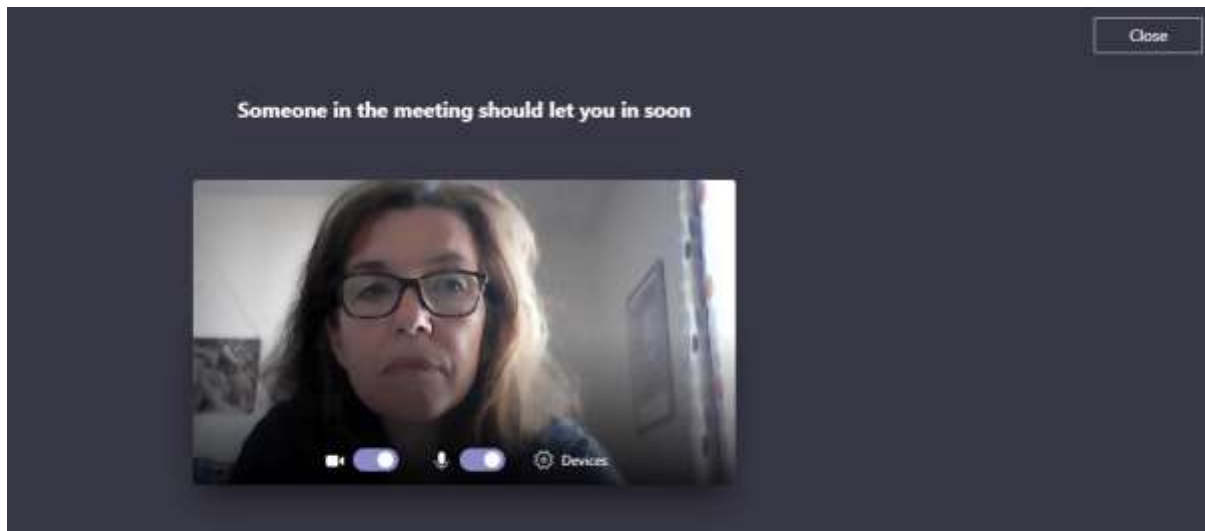 Close
Someone in the meeting should let you in soon
Devices